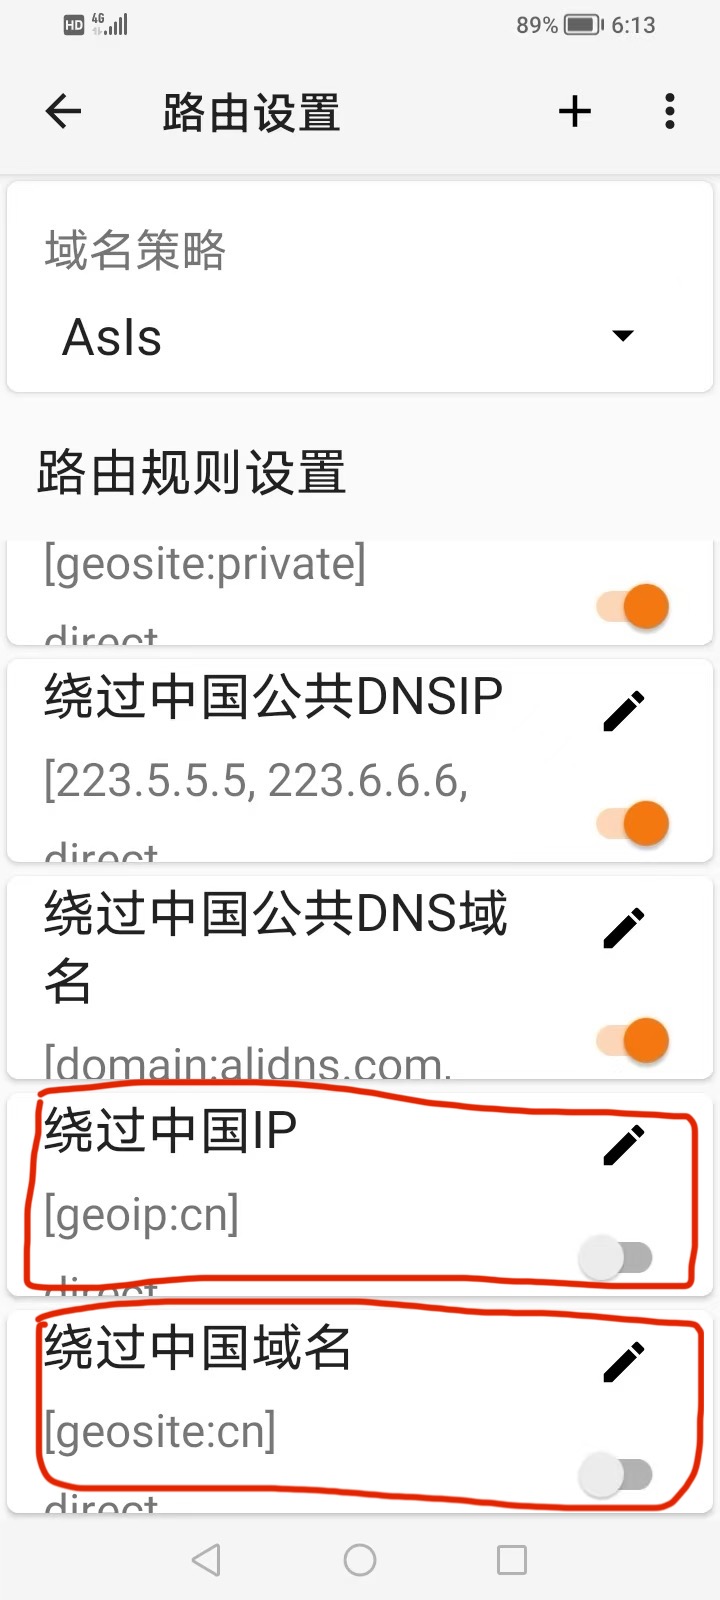 HD 4G 89% 6:13
路由设置
域名策略
AsIs
路由规则设置
[geosite:private]
direct
绕过中国公共DNSIP
[223.5.5.5, 223.6.6.6,
direct
绕过中国公共DNS域
名
[domain:alidns.com,
绕过中国IP
[geoip:cn]
direct
绕过中国域名
[geosite:cn]
direct